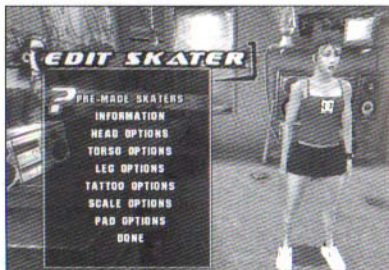 EDIT SKATER
PRE-MADE SKATERS
INFORMATION
HEAD OPTIONS
TORSO OPTIONS
LEG OPTIONS
TATTOO OPTIONS
SCALE OPTIONS
PAD OPTIONS
DONE